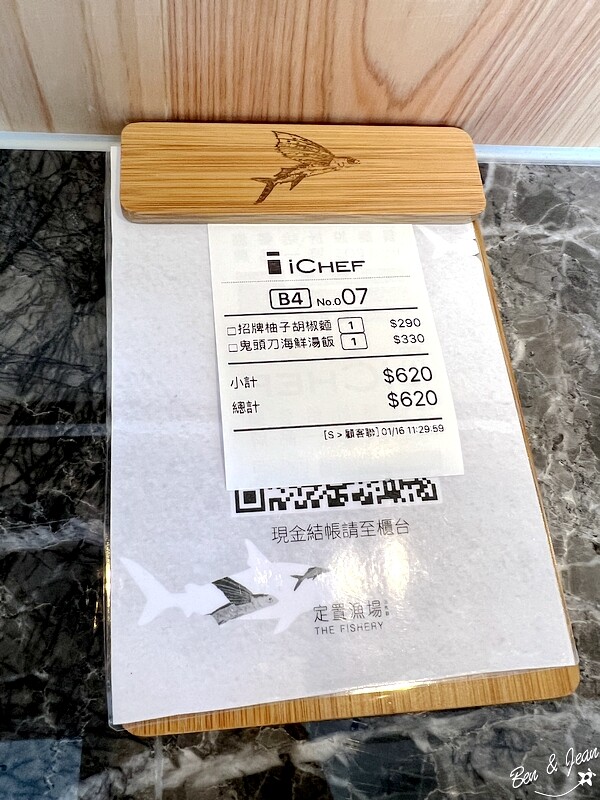 iCHEF
B4 No.007
□招牌柚子胡椒麵 1 $290
□鬼頭刀海鮮湯飯 1 $330
小計 $620
總計 $620
[S > 顧客聯] 01/16 11:29:59
現金結帳請至櫃台
定置漁場
THE FISHERY
Ben & Jean